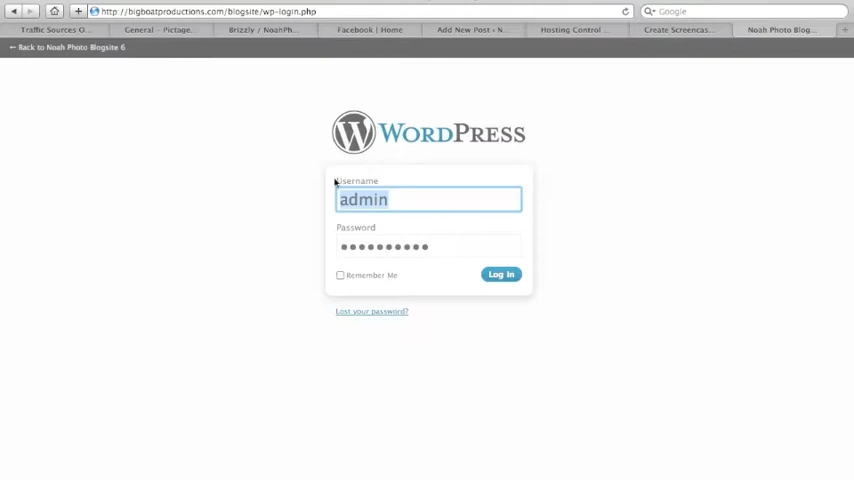 http://bigboatproductions.com/blogsite/wp-login.php
Google
Traffic Sources O...
General – Pictage...
Brizzly / NoahPh...
Facebook | Home
Add New Post ‹ N...
Hosting Control ...
Create Screencas...
Noah Photo Blog...
← Back to Noah Photo Blogsite 6
WORDPRESS
Username
admin
Password
Remember Me
Log In
Lost your password?